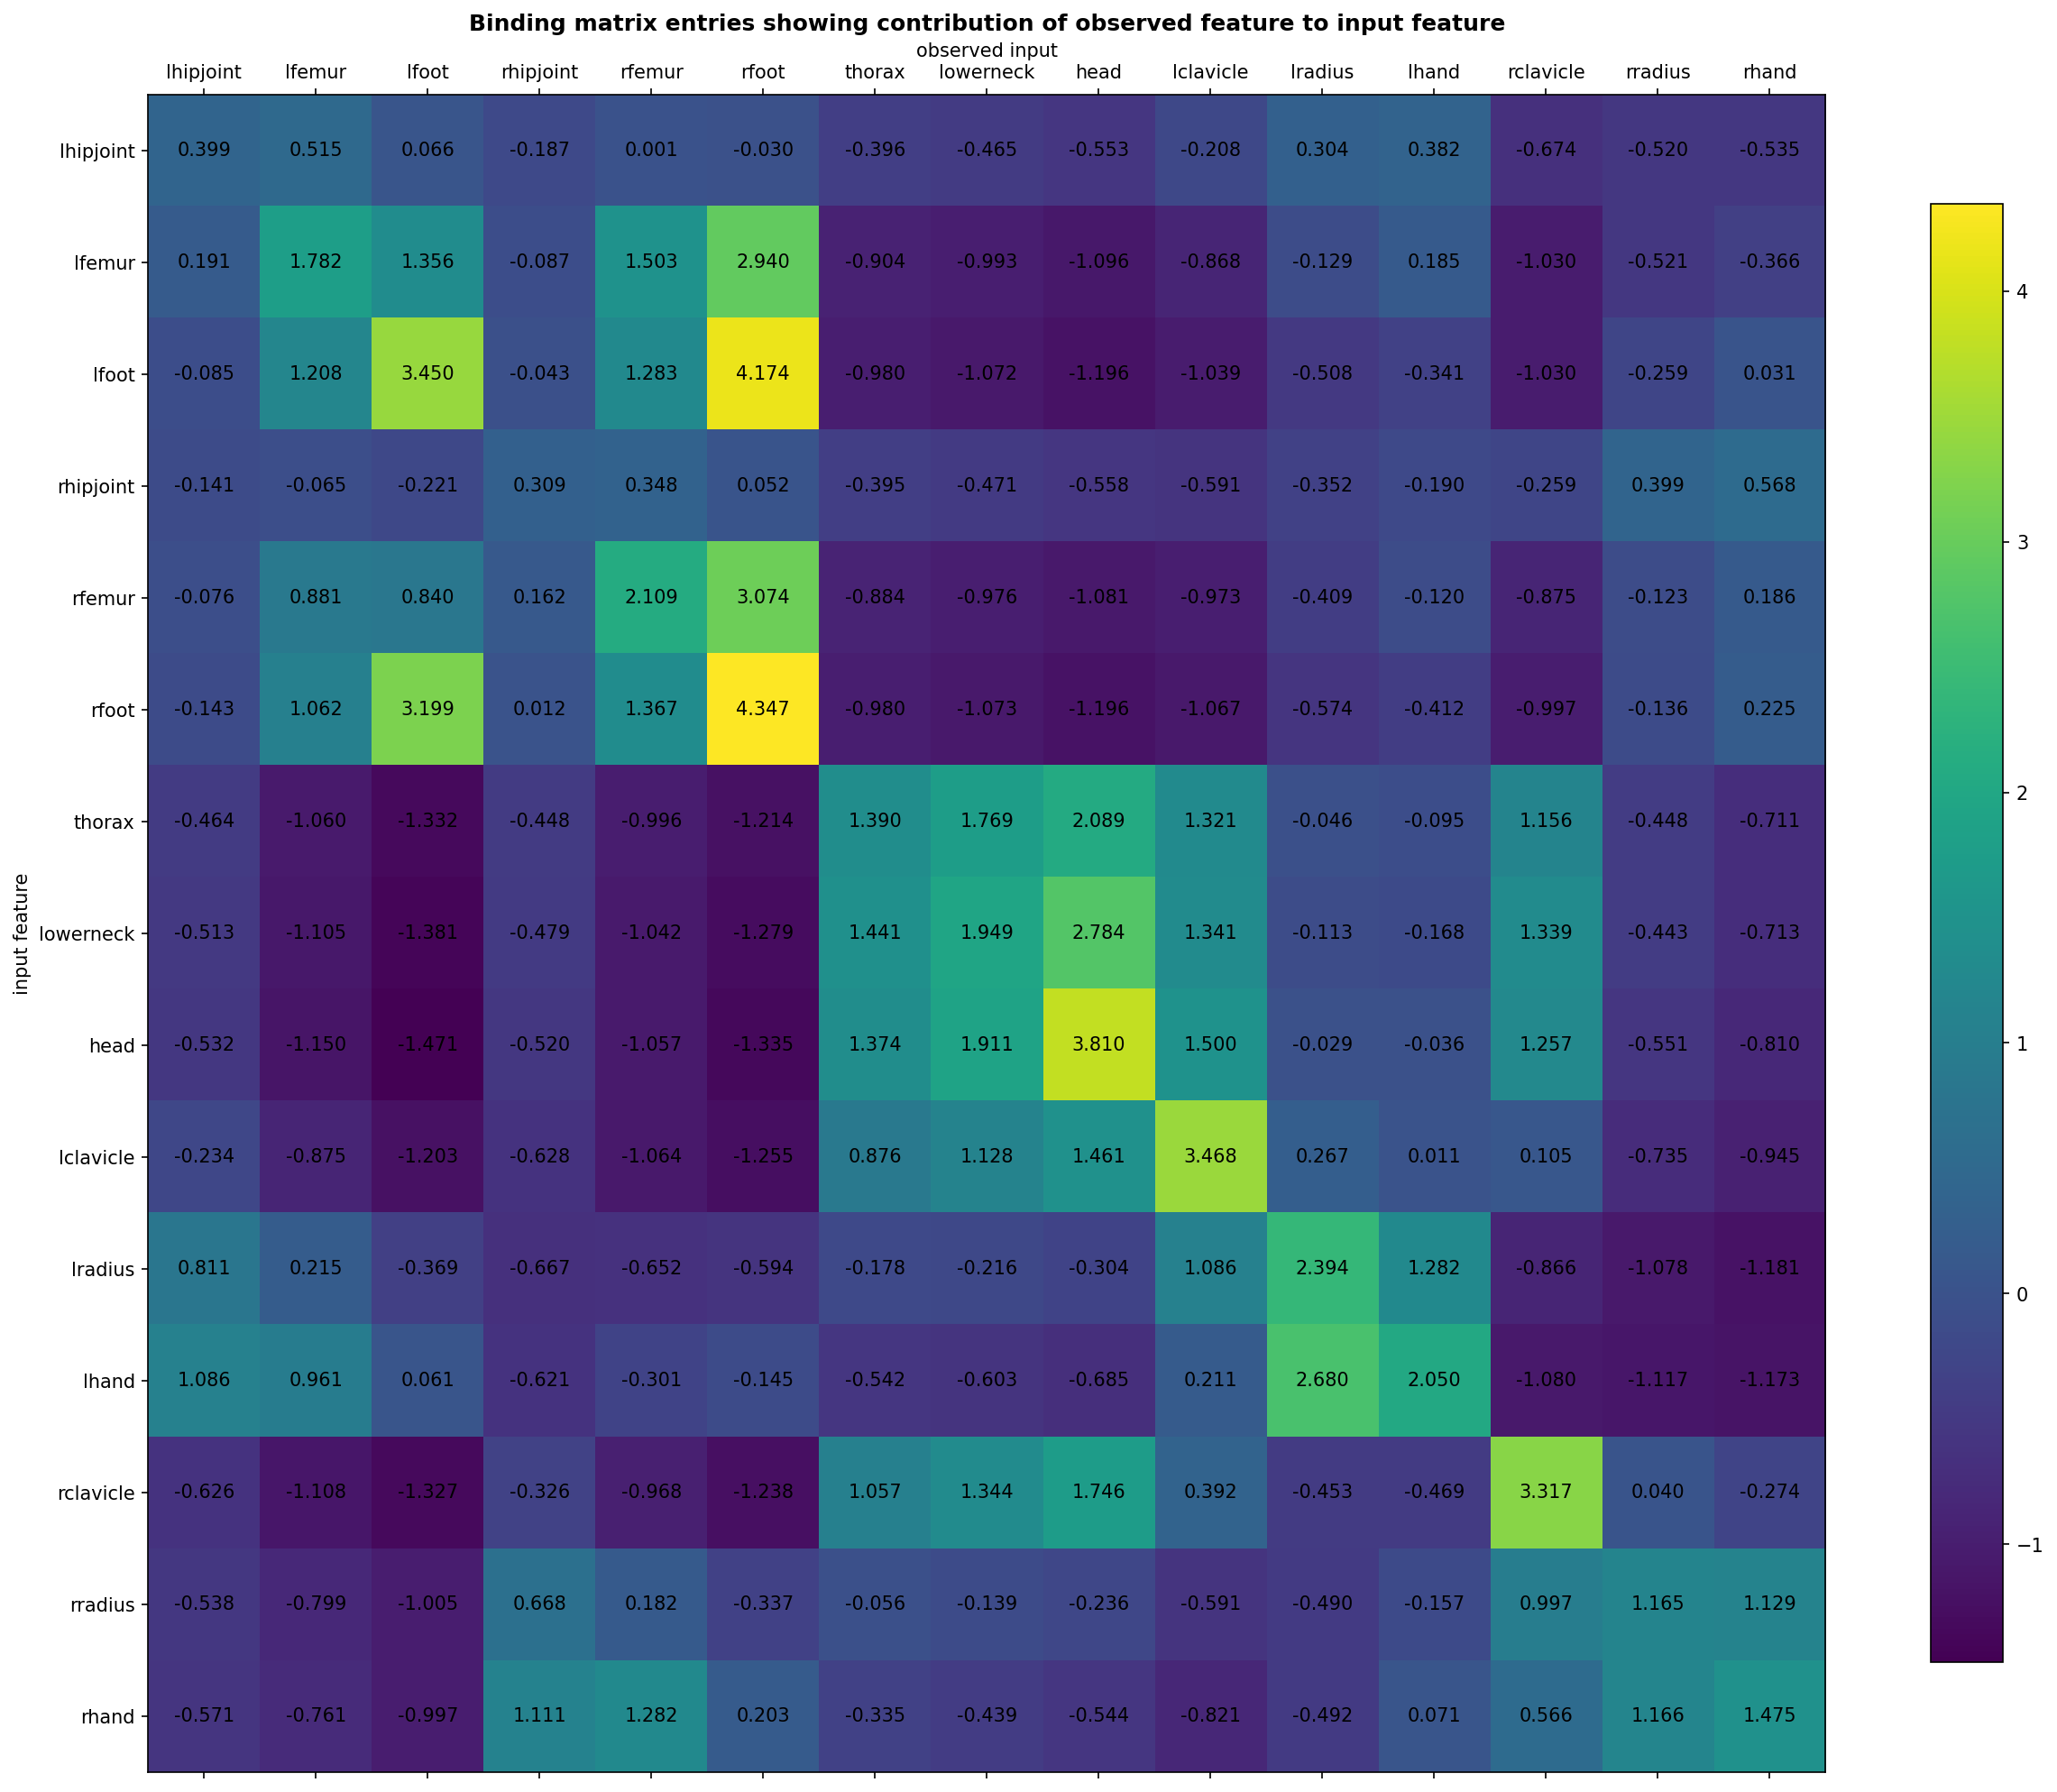 Binding matrix entries showing contribution of observed feature to input feature
observed input
lhipjoint lfemur lfoot rhipjoint rfemur rfoot thorax lowerneck head lclavicle lradius lhand rclavicle rradius rhand
lhipjoint 0.399 0.515 0.066 -0.187 0.001 -0.030 -0.396 -0.465 -0.553 -0.208 0.304 0.382 -0.674 -0.520 -0.535
lfemur 0.191 1.782 1.356 -0.087 1.503 2.940 -0.904 -0.993 -1.096 -0.868 -0.129 0.185 -1.030 -0.521 -0.366
4
lfoot -0.085 1.208 3.450 -0.043 1.283 4.174 -0.980 -1.072 -1.196 -1.039 -0.508 -0.341 -1.030 -0.259 0.031
rhipjoint -0.141 -0.065 -0.221 0.309 0.348 0.052 -0.395 -0.471 -0.558 -0.591 -0.352 -0.190 -0.259 0.399 0.568
3
rfemur -0.076 0.881 0.840 0.162 2.109 3.074 -0.884 -0.976 -1.081 -0.973 -0.409 -0.120 -0.875 -0.123 0.186
rfoot -0.143 1.062 3.199 0.012 1.367 4.347 -0.980 -1.073 -1.196 -1.067 -0.574 -0.412 -0.997 -0.136 0.225
2
thorax -0.464 -1.060 -1.332 -0.448 -0.996 -1.214 1.390 1.769 2.089 1.321 -0.046 -0.095 1.156 -0.448 -0.711
input feature
lowerneck -0.513 -1.105 -1.381 -0.479 -1.042 -1.279 1.441 1.949 2.784 1.341 -0.113 -0.168 1.339 -0.443 -0.713
head -0.532 -1.150 -1.471 -0.520 -1.057 -1.335 1.374 1.911 3.810 1.500 -0.029 -0.036 1.257 -0.551 -0.810
1
lclavicle -0.234 -0.875 -1.203 -0.628 -1.064 -1.255 0.876 1.128 1.461 3.468 0.267 0.011 0.105 -0.735 -0.945
lradius 0.811 0.215 -0.369 -0.667 -0.652 -0.594 -0.178 -0.216 -0.304 1.086 2.394 1.282 -0.866 -1.078 -1.181
0
lhand 1.086 0.961 0.061 -0.621 -0.301 -0.145 -0.542 -0.603 -0.685 0.211 2.680 2.050 -1.080 -1.117 -1.173
rclavicle -0.626 -1.108 -1.327 -0.326 -0.968 -1.238 1.057 1.344 1.746 0.392 -0.453 -0.469 3.317 0.040 -0.274
−1
rradius -0.538 -0.799 -1.005 0.668 0.182 -0.337 -0.056 -0.139 -0.236 -0.591 -0.490 -0.157 0.997 1.165 1.129
rhand -0.571 -0.761 -0.997 1.111 1.282 0.203 -0.335 -0.439 -0.544 -0.821 -0.492 0.071 0.566 1.166 1.475